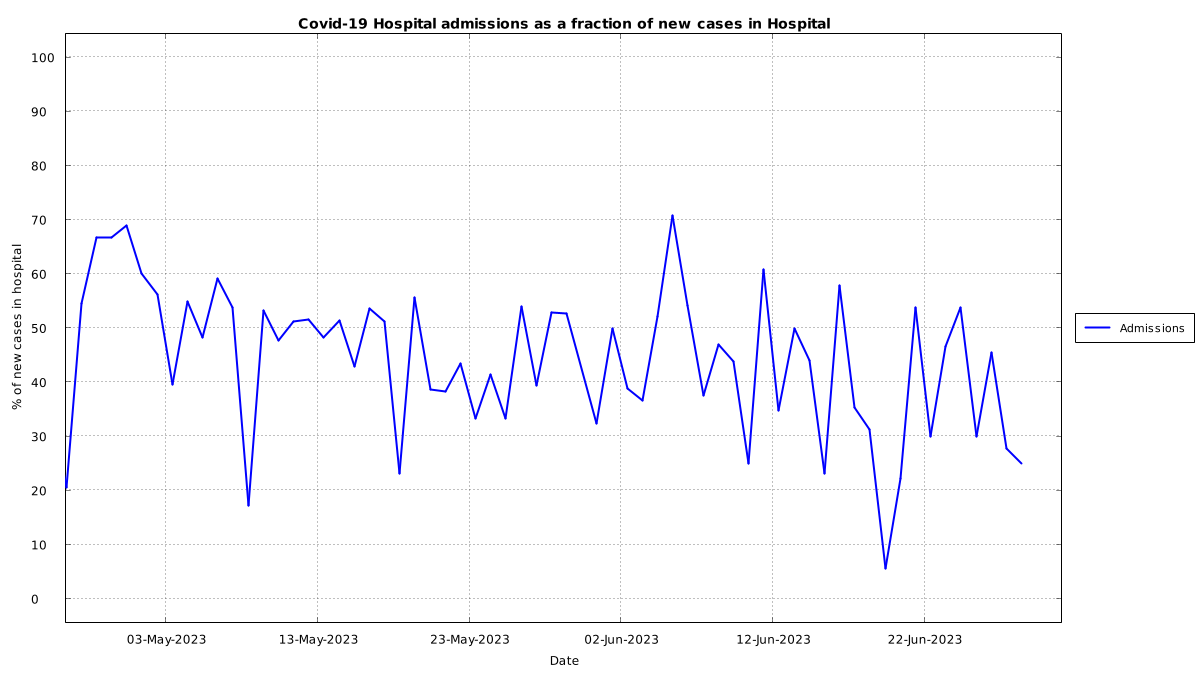 Covid-19 Hospital admissions as a fraction of new cases in Hospital
% of new cases in hospital
100
90
80
70
60
50
40
30
20
10
0
Admissions
03-May-2023
13-May-2023
23-May-2023
02-Jun-2023
12-Jun-2023
22-Jun-2023
Date